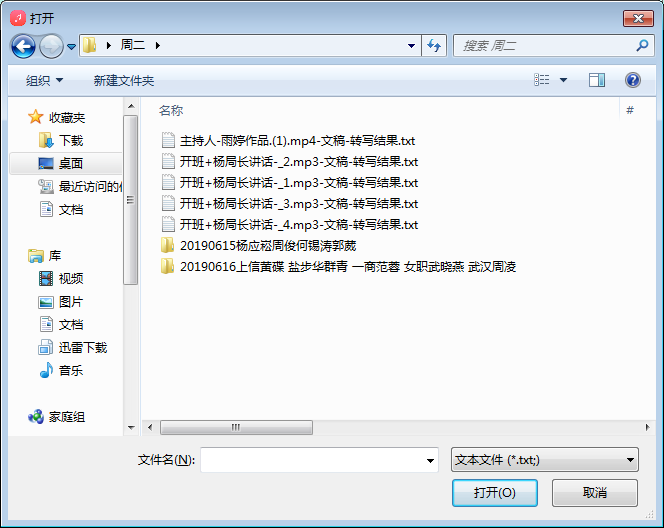 打开
周二
搜索 周二
组织
新建文件夹
收藏夹
下载
桌面
最近访问的位
文档
库
视频
图片
文档
迅雷下载
音乐
家庭组
名称
#
主持人-雨婷作品.(1).mp4-文稿-转写结果.txt
开班+杨局长讲话-_2.mp3-文稿-转写结果.txt
开班+杨局长讲话-_1.mp3-文稿-转写结果.txt
开班+杨局长讲话-_3.mp3-文稿-转写结果.txt
开班+杨局长讲话-_4.mp3-文稿-转写结果.txt
20190615杨应崧周俊何锡涛郭葳
20190616上信黄碟 盐步华群青 一商范蓉 女职武晓燕 武汉周凌
文件名(N):
文本文件 (*.txt;)
打开(O)
取消